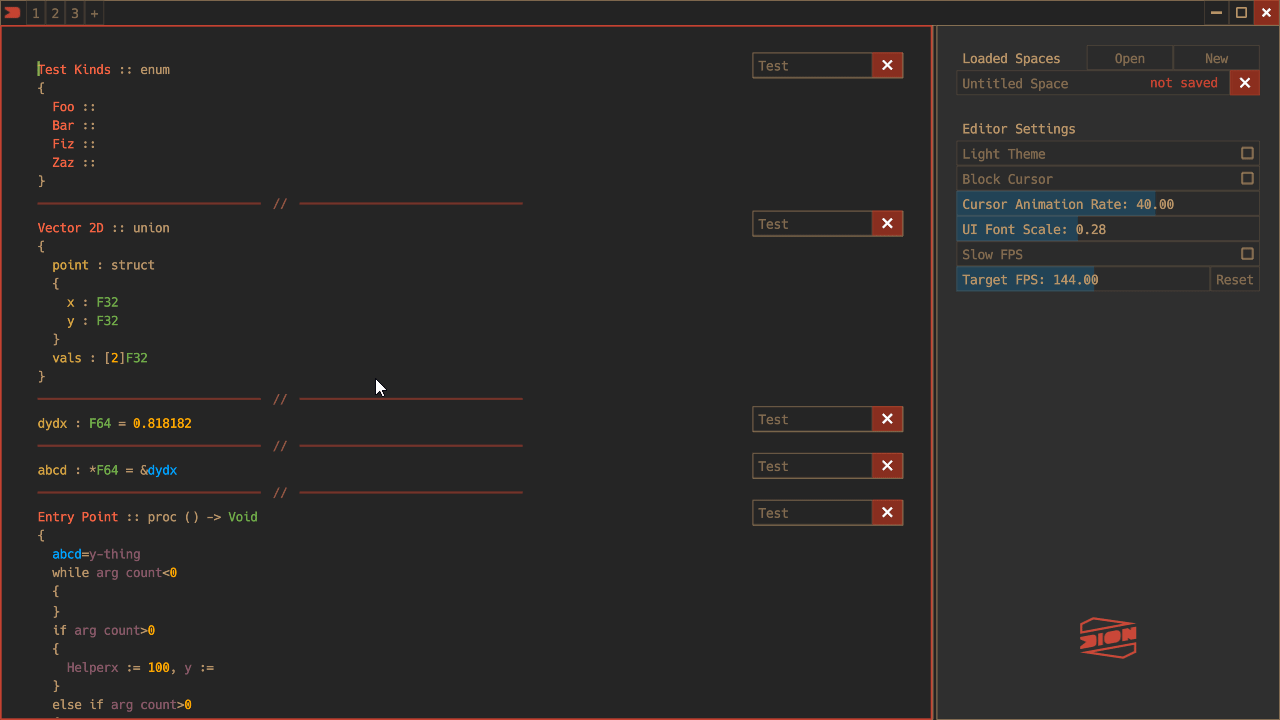 1 2 3 +
Test Kinds :: enum
{
Foo ::
Bar ::
Fiz ::
Zaz ::
}
//
Vector 2D :: union
{
point : struct
{
x : F32
y : F32
}
vals : [2]F32
}
//
dydx : F64 = 0.818182
//
abcd : *F64 = &dydx
//
Entry Point :: proc () -> Void
{
abcd=y-thing
while arg count<0
{
}
if arg count>0
{
Helperx := 100, y :=
}
else if arg count>0
Test
Test
Test
Test
Test
Loaded Spaces Open New
Untitled Space not saved
Editor Settings
Light Theme
Block Cursor
Cursor Animation Rate: 40.00
UI Font Scale: 0.28
Slow FPS
Target FPS: 144.00 Reset
DION